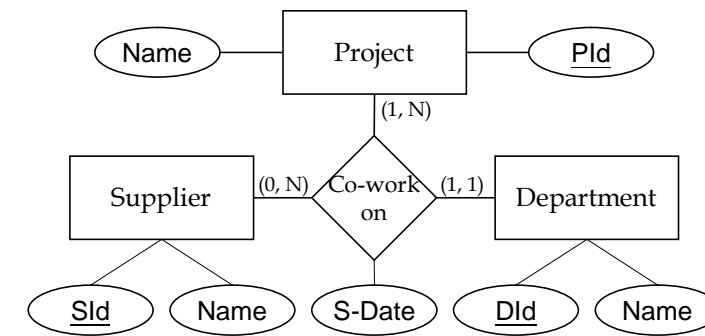 Name
Project
PId
(1, N)
Supplier
(0, N)
Co-work
on
(1, 1)
Department
SId
Name
S-Date
DId
Name